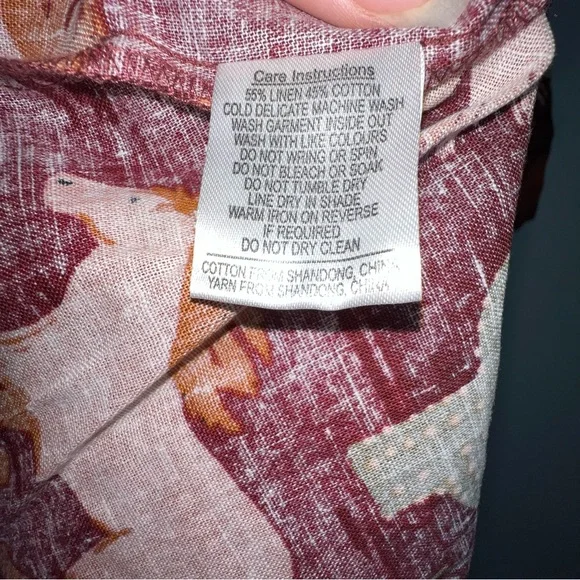 Care Instructions
55% LINEN 45% COTTON
COLD DELICATE MACHINE WASH
WASH GARMENT INSIDE OUT
WASH WITH LIKE COLOURS
DO NOT WRING OR SPIN
DO NOT BLEACH OR SOAK
DO NOT TUMBLE DRY
LINE DRY IN SHADE
WARM IRON ON REVERSE
IF REQUIRED
DO NOT DRY CLEAN
COTTON FROM SHANDONG, CHINA
YARN FROM SHANDONG, CHINA